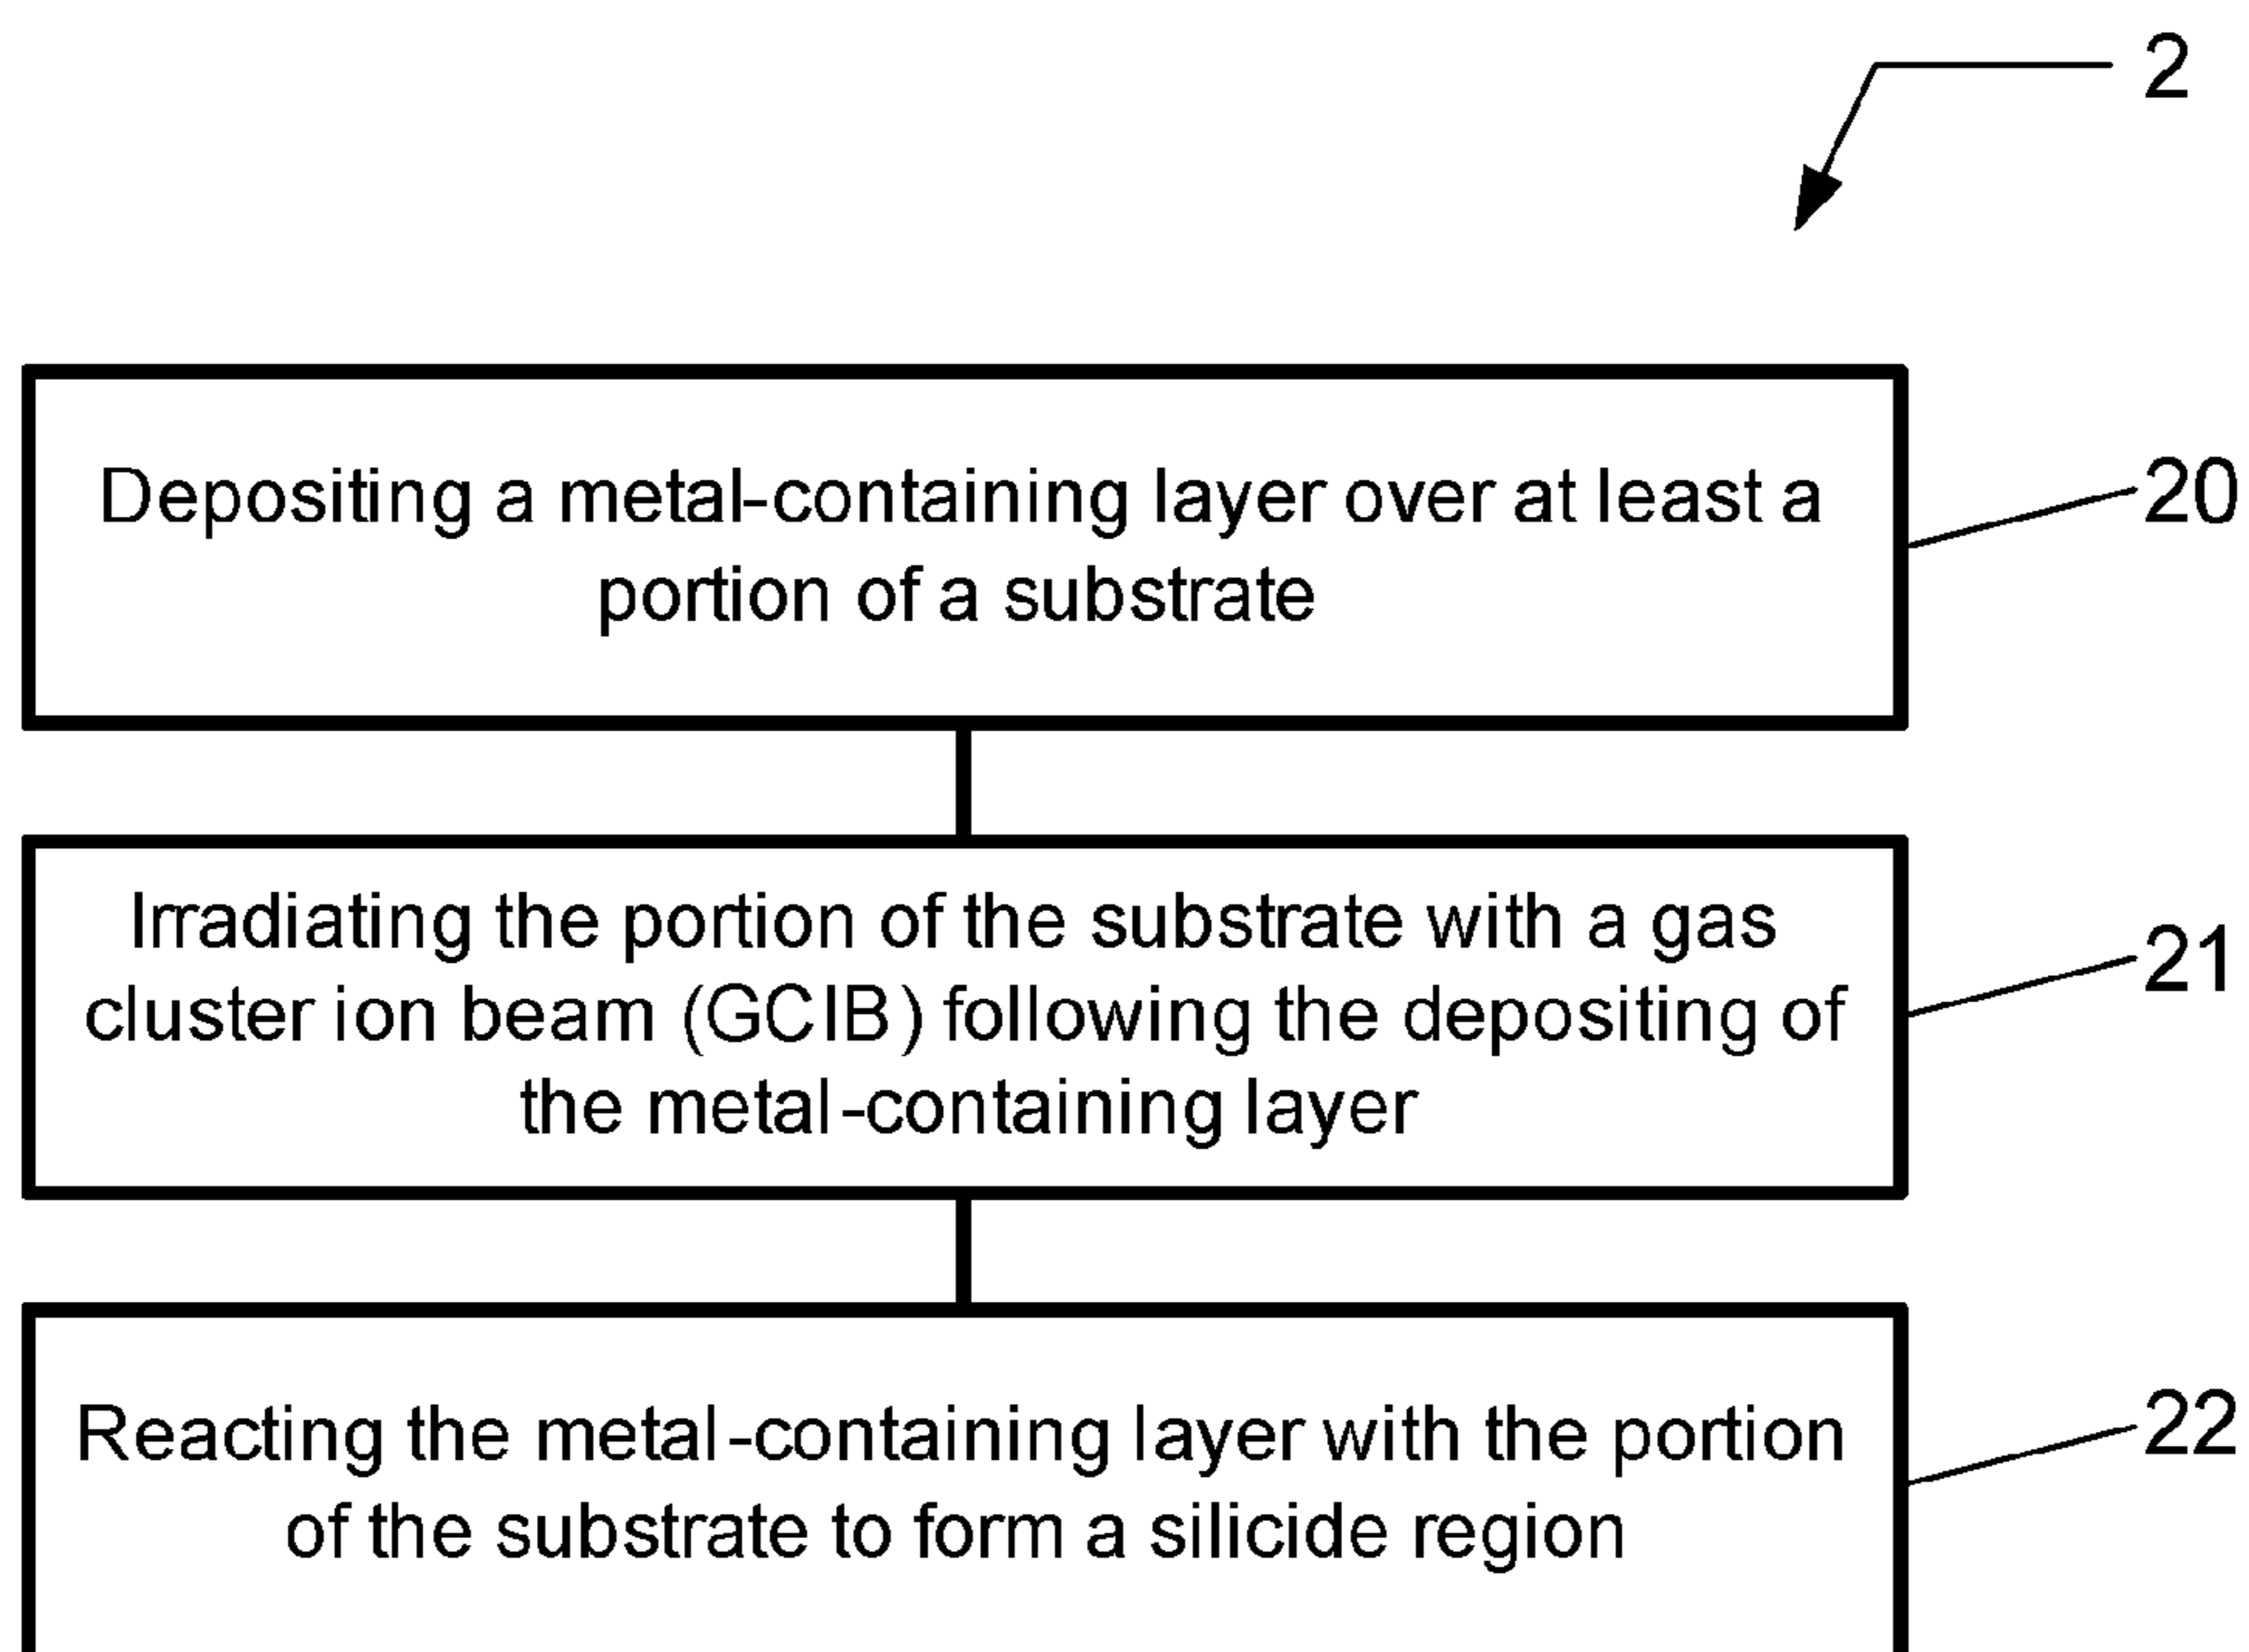 2
Depositing a metal-containing layer over at least a
portion of a substrate
20
Irradiating the portion of the substrate with a gas
cluster ion beam (GCIB) following the depositing of
the metal-containing layer
21
Reacting the metal-containing layer with the portion
of the substrate to form a silicide region
22